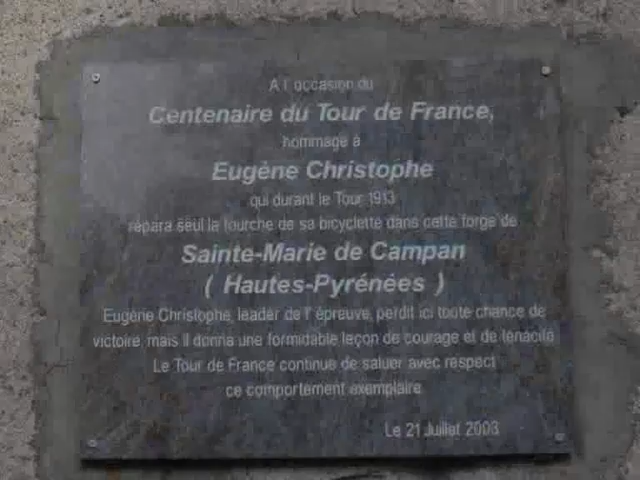 A l'occasion du
Centenaire du Tour de France,
hommage à
Eugène Christophe
qui durant le Tour 1913
répara seul la fourche de sa bicyclette dans cette forge de
Sainte-Marie de Campan
( Hautes-Pyrénées )
Eugène Christophe, leader de l'épreuve, perdit ici toute chance de
victoire, mais il donna une formidable leçon de courage et de ténacité
Le Tour de France continue de saluer avec respect
ce comportement exemplaire
Le 21 Juillet 2003